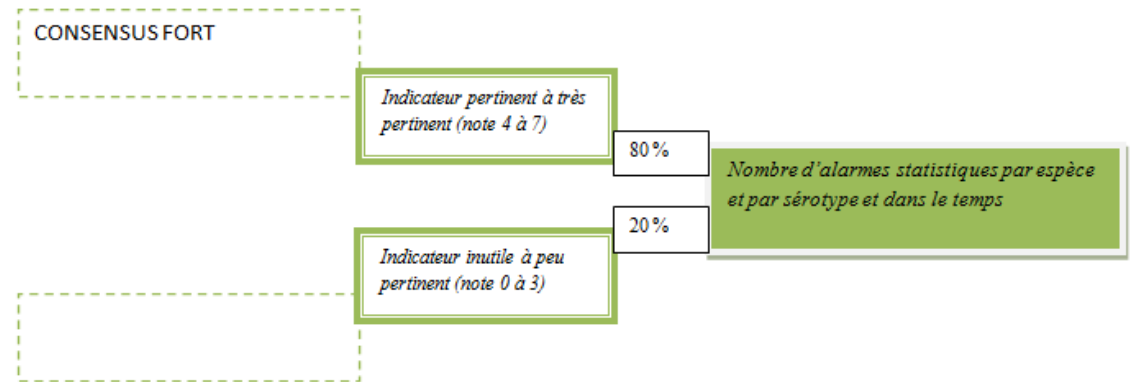 CONSENSUS FORT
Indicateur pertinent à très
pertinent (note 4 à 7)
80%
Nombre d'alarmes statistiques par espèce
et par sérotype et dans le temps
20%
Indicateur inutile à peu
pertinent (note 0 à 3)